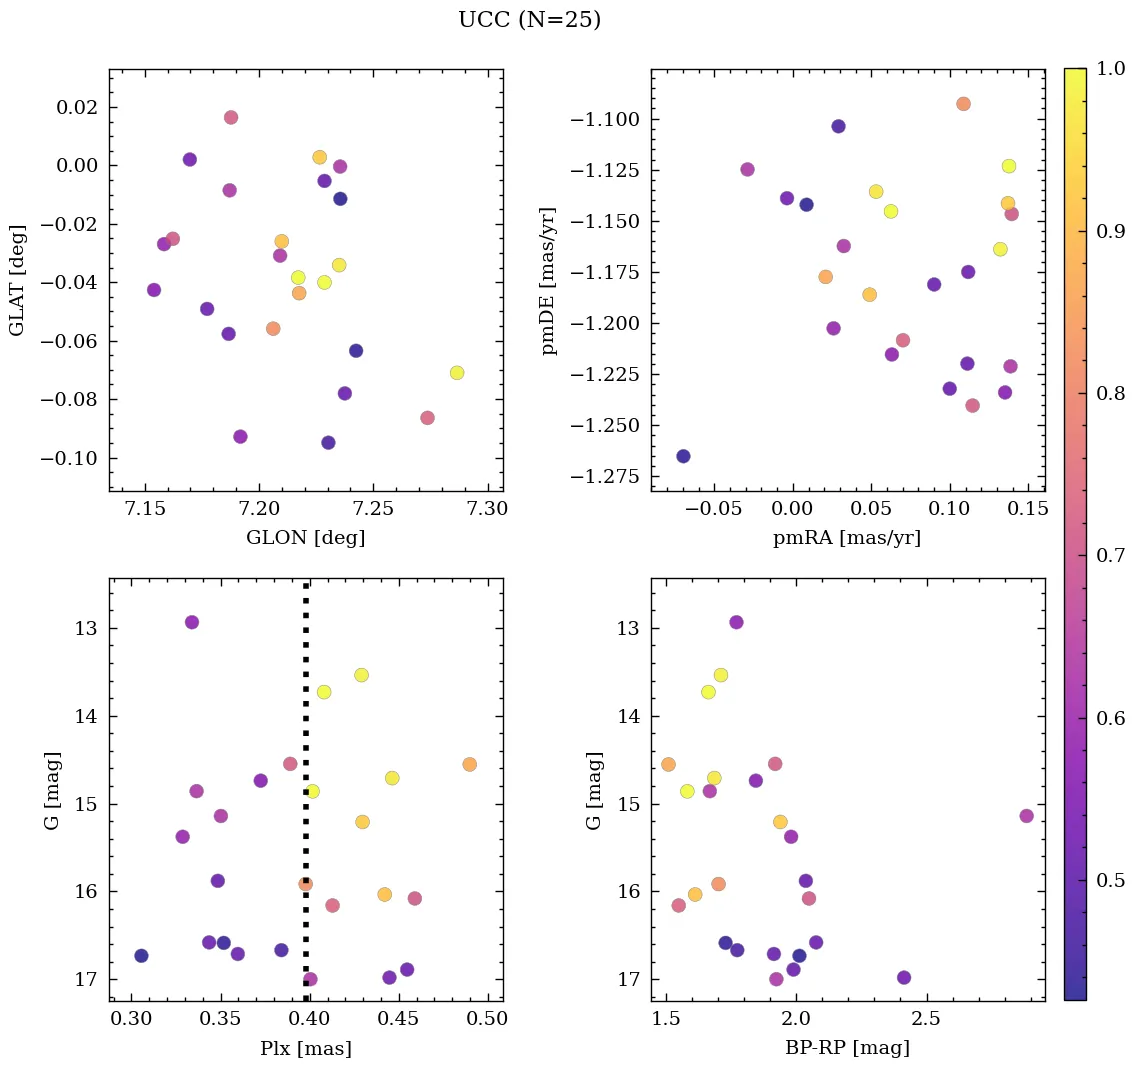 UCC (N=25)
0.02
0.00
−0.02
−0.04
−0.06
−0.08
−0.10
GLAT [deg]
7.15 7.20 7.25 7.30
GLON [deg]
−1.100
−1.125
−1.150
−1.175
−1.200
−1.225
−1.250
−1.275
pmDE [mas/yr]
−0.05 0.00 0.05 0.10 0.15
pmRA [mas/yr]
13
14
15
16
17
G [mag]
0.30 0.35 0.40 0.45 0.50
Plx [mas]
13
14
15
16
17
G [mag]
1.5 2.0 2.5
BP-RP [mag]
1.0
0.9
0.8
0.7
0.6
0.5